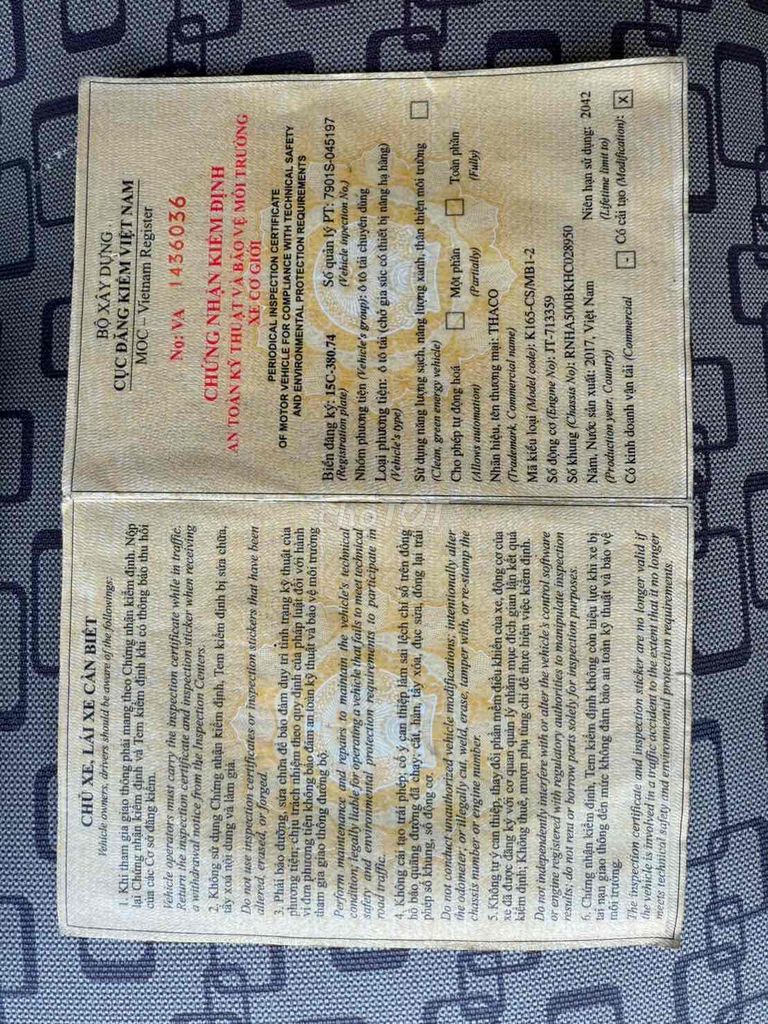 CHỦ XE, LÁI XE CẦN BIẾT
Vehicle owners, drivers should be aware of the followings:
1. Khi tham gia giao thông phải mang theo Chứng nhận kiểm định. Nộp
lại Chứng nhận kiểm định và Tem kiểm định khi có thông báo thu hồi
của các Cơ sở đăng kiểm.
Vehicle operators must carry the inspection certificate while in traffic.
Return the inspection certificate and inspection sticker when receiving
a withdrawal notice from the Inspection Centers.
2. Không sử dụng Chứng nhận kiểm định, Tem kiểm định bị sửa chữa,
tẩy xoá nội dung và làm giả.
Do not use inspection certificates or inspection stickers that have been
altered, erased, or forged.
3. Phải bảo dưỡng, sửa chữa để bảo đảm duy trì tình trạng kỹ thuật của
phương tiện; chịu trách nhiệm theo quy định của pháp luật đối với hành
vi đưa phương tiện không bảo đảm an toàn kỹ thuật và bảo vệ môi trường
tham gia giao thông đường bộ.
Perform maintenance and repairs to maintain the vehicle's technical
condition; legally liable for operating a vehicle that fails to meet technical
safety and environmental protection requirements to participate in
road traffic.
4. Không cải tạo trái phép; cố ý can thiệp làm sai lệch chỉ số trên đồng
hồ báo quãng đường đã chạy; cắt, hàn, tẩy xóa, đục sửa, đóng lại trái
phép số khung, số động cơ.
Do not conduct unauthorized vehicle modifications; intentionally alter
the odometer; or illegally cut, weld, erase, tamper with, or re-stamp the
chassis number or engine number.
5. Không tự ý can thiệp, thay đổi phần mềm điều khiển của xe, động cơ của
xe đã được đăng ký với cơ quan quản lý nhằm mục đích gian lận kết quả
kiểm định; Không thuê, mượn phụ tùng chỉ để thực hiện việc kiểm định.
Do not independently interfere with or alter the vehicle's control software
or engine registered with regulatory authorities to manipulate inspection
results; do not rent or borrow parts solely for inspection purposes.
6. Chứng nhận kiểm định, Tem kiểm định không còn hiệu lực khi xe bị
tai nạn giao thông đến mức không đảm bảo an toàn kỹ thuật và bảo vệ
môi trường.
The inspection certificate and inspection sticker are no longer valid if
the vehicle is involved in a traffic accident to the extent that it no longer
meets technical safety and environmental protection requirements.
BỘ XÂY DỰNG
CỤC ĐĂNG KIỂM VIỆT NAM
MOC – Vietnam Register
No: VA 1436036
CHỨNG NHẬN KIỂM ĐỊNH
AN TOÀN KỸ THUẬT VÀ BẢO VỆ MÔI TRƯỜNG
XE CƠ GIỚI
PERIODICAL INSPECTION CERTIFICATE
OF MOTOR VEHICLE FOR COMPLIANCE WITH TECHNICAL SAFETY
AND ENVIRONMENTAL PROTECTION REQUIREMENTS
Biển đăng ký: 15C-380.74 Số quản lý PT: 7901S-045197
(Registration plate) (Vehicle inpection No.)
Nhóm phương tiện (Vehicle's group): ô tô tải chuyên dùng
Loại phương tiện: ô tô tải (chở gia súc có thiết bị nâng hạ hàng)
(Vehicle's type)
Sử dụng năng lượng sạch, năng lượng xanh, thân thiện môi trường ☐
(Clean, green energy vehicle)
Cho phép tự động hoá ☐ Một phần ☐ Toàn phần
(Allows automation) (Partially) (Fully)
Nhãn hiệu, tên thương mại: THACO
(Trademark, Commercial name)
Mã kiểu loại (Model code): K165-CS/MB1-2
Số động cơ (Engine No): JT-713359
Số khung (Chassis No): RNHA500BKHC028950
Năm, Nước sản xuất: 2017, Việt Nam Niên hạn sử dụng: 2042
(Production year, Country) (Lifetime limit to)
Có kinh doanh vận tải (Commercial ☐ Có cải tạo (Modification): ☒